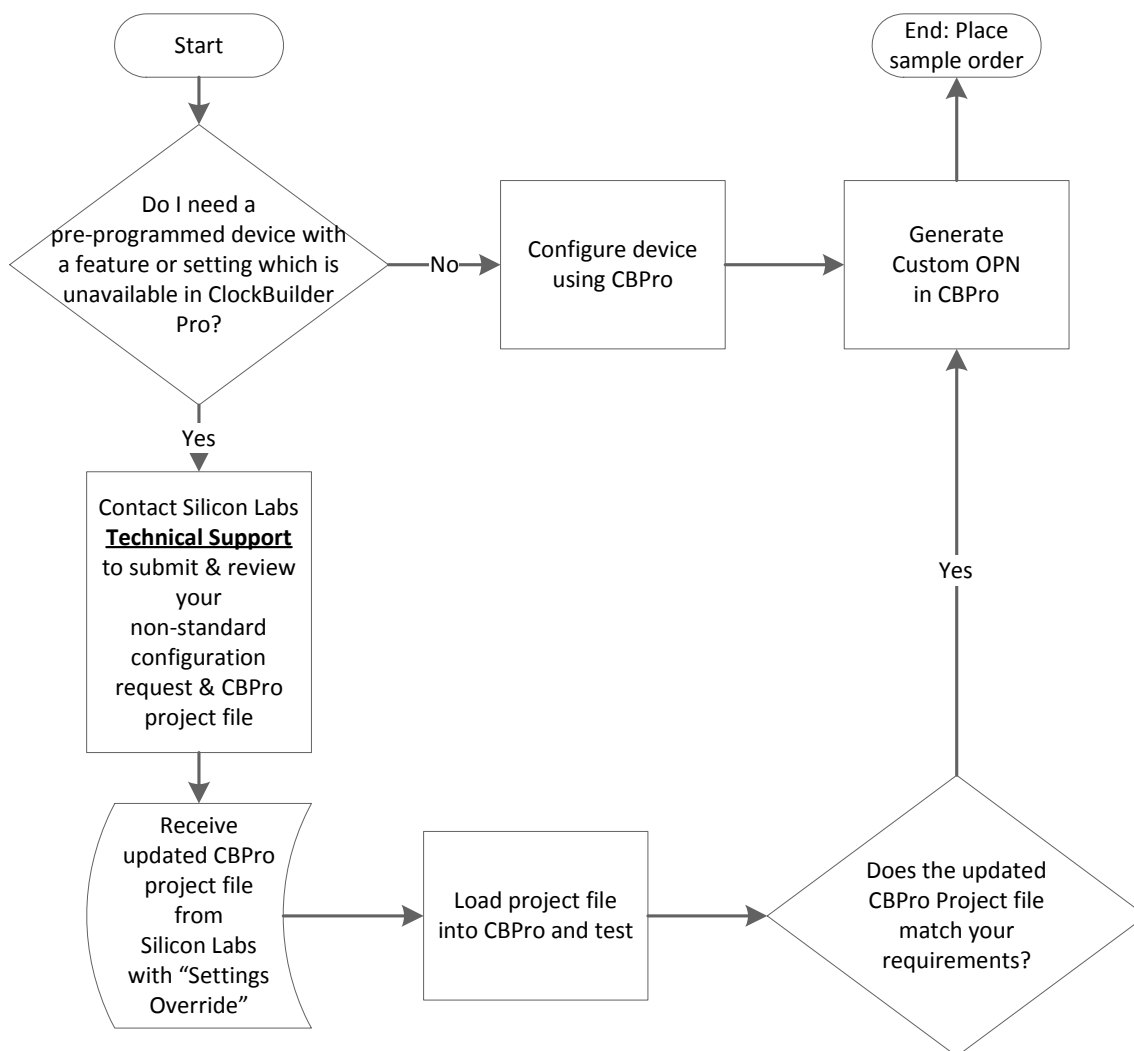 Start
End: Place
sample order
Do I need a
pre-programmed device with
a feature or setting which is
unavailable in ClockBuilder
Pro?
No
Configure device
using CBPro
Generate
Custom OPN
in CBPro
Yes
Contact Silicon Labs
Technical Support
to submit & review
your
non-standard
configuration
request & CBPro
project file
Yes
Receive
updated CBPro
project file
from
Silicon Labs
with “Settings
Override”
Load project file
into CBPro and test
Does the updated
CBPro Project file
match your
requirements?